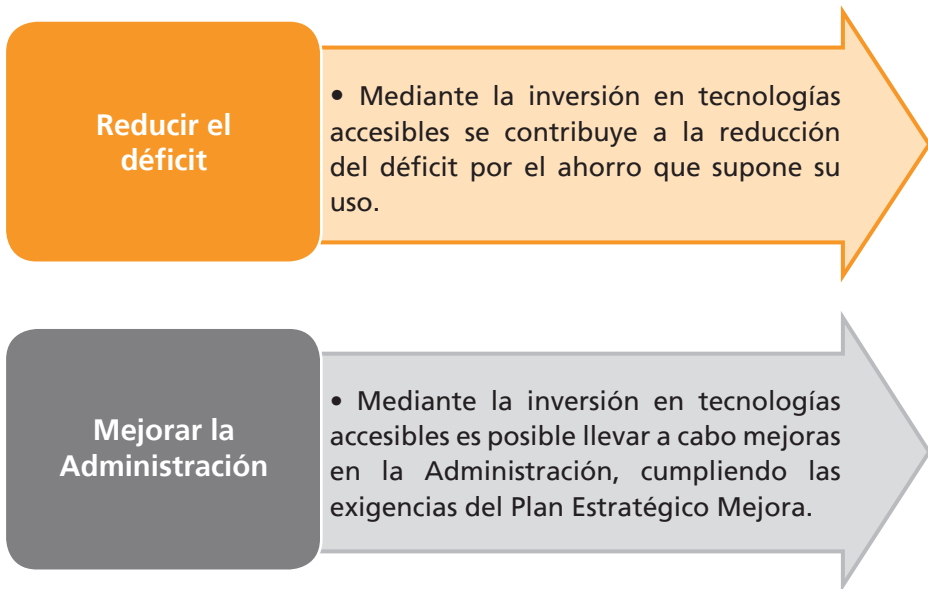 Reducir el
déficit
• Mediante la inversión en tecnologías
accesibles se contribuye a la reducción
del déficit por el ahorro que supone su
uso.
Mejorar la
Administración
• Mediante la inversión en tecnologías
accesibles es posible llevar a cabo mejoras
en la Administración, cumpliendo las
exigencias del Plan Estratégico Mejora.